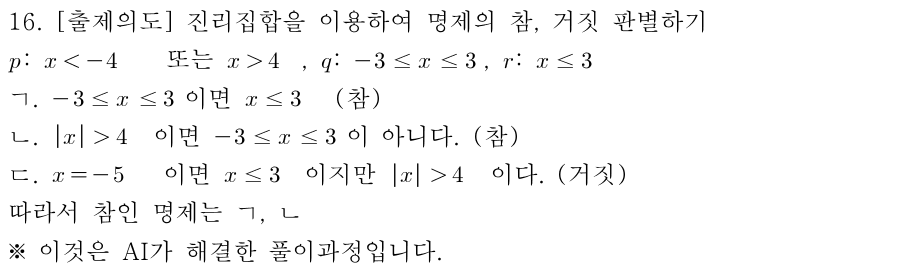 16. [출제의도] 진리집합을 이용하여 명제의 참, 거짓 판별하기
p: x < −4 또는 x > 4 , q: −3 ≤ x ≤ 3 , r: x ≤ 3
ㄱ. −3 ≤ x ≤ 3 이면 x ≤ 3 (참)
ㄴ. |x| > 4 이면 −3 ≤ x ≤ 3 이 아니다. (참)
ㄷ. x = −5 이면 x ≤ 3 이지만 |x| > 4 이다. (거짓)
따라서 참인 명제는 ㄱ, ㄴ
※ 이것은 AI가 해결한 풀이과정입니다.